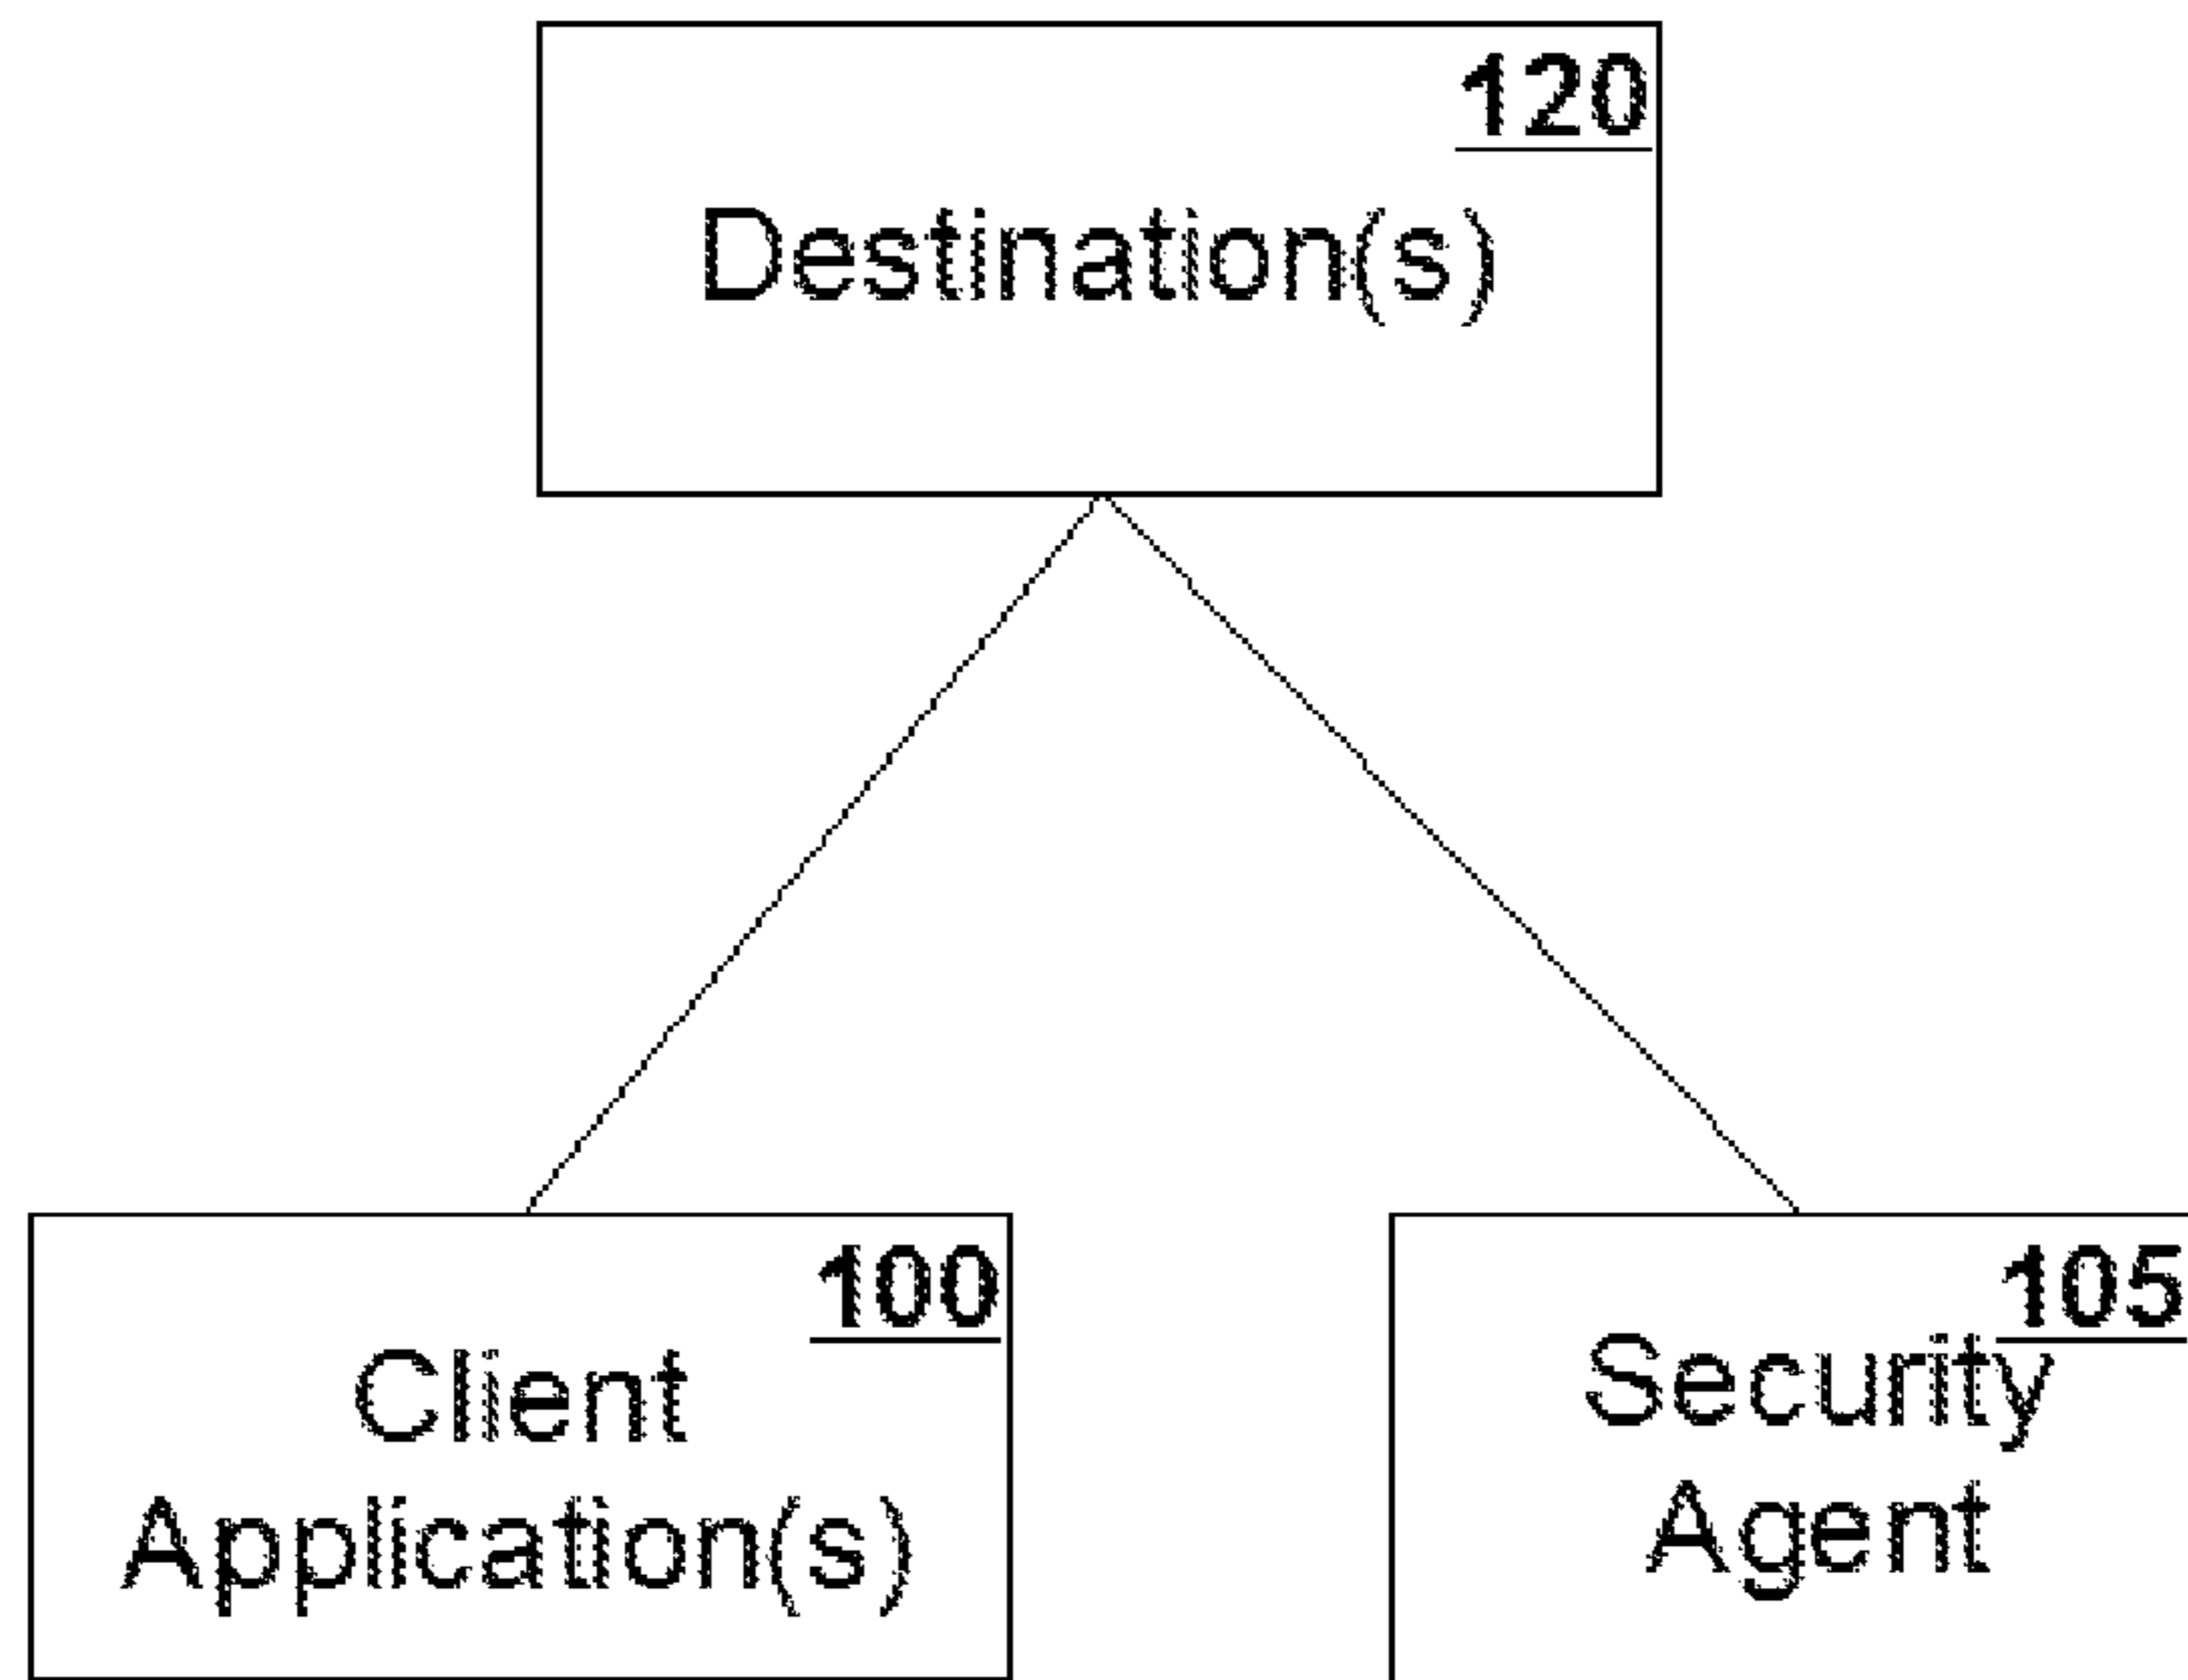 120
Destination(s)
100
Client
Application(s)
105
Security
Agent